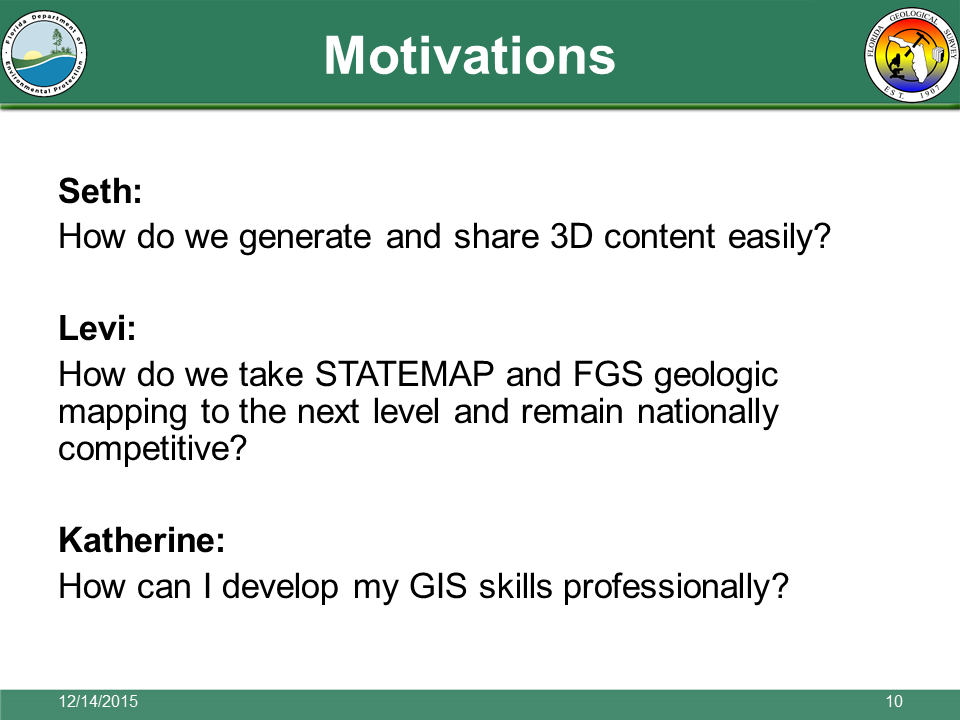 Florida Department of
Environmental Protection
Motivations
FLORIDA GEOLOGICAL SURVEY
EST. 1907
Seth:
How do we generate and share 3D content easily?
Levi:
How do we take STATEMAP and FGS geologic
mapping to the next level and remain nationally
competitive?
Katherine:
How can I develop my GIS skills professionally?
12/14/2015
10